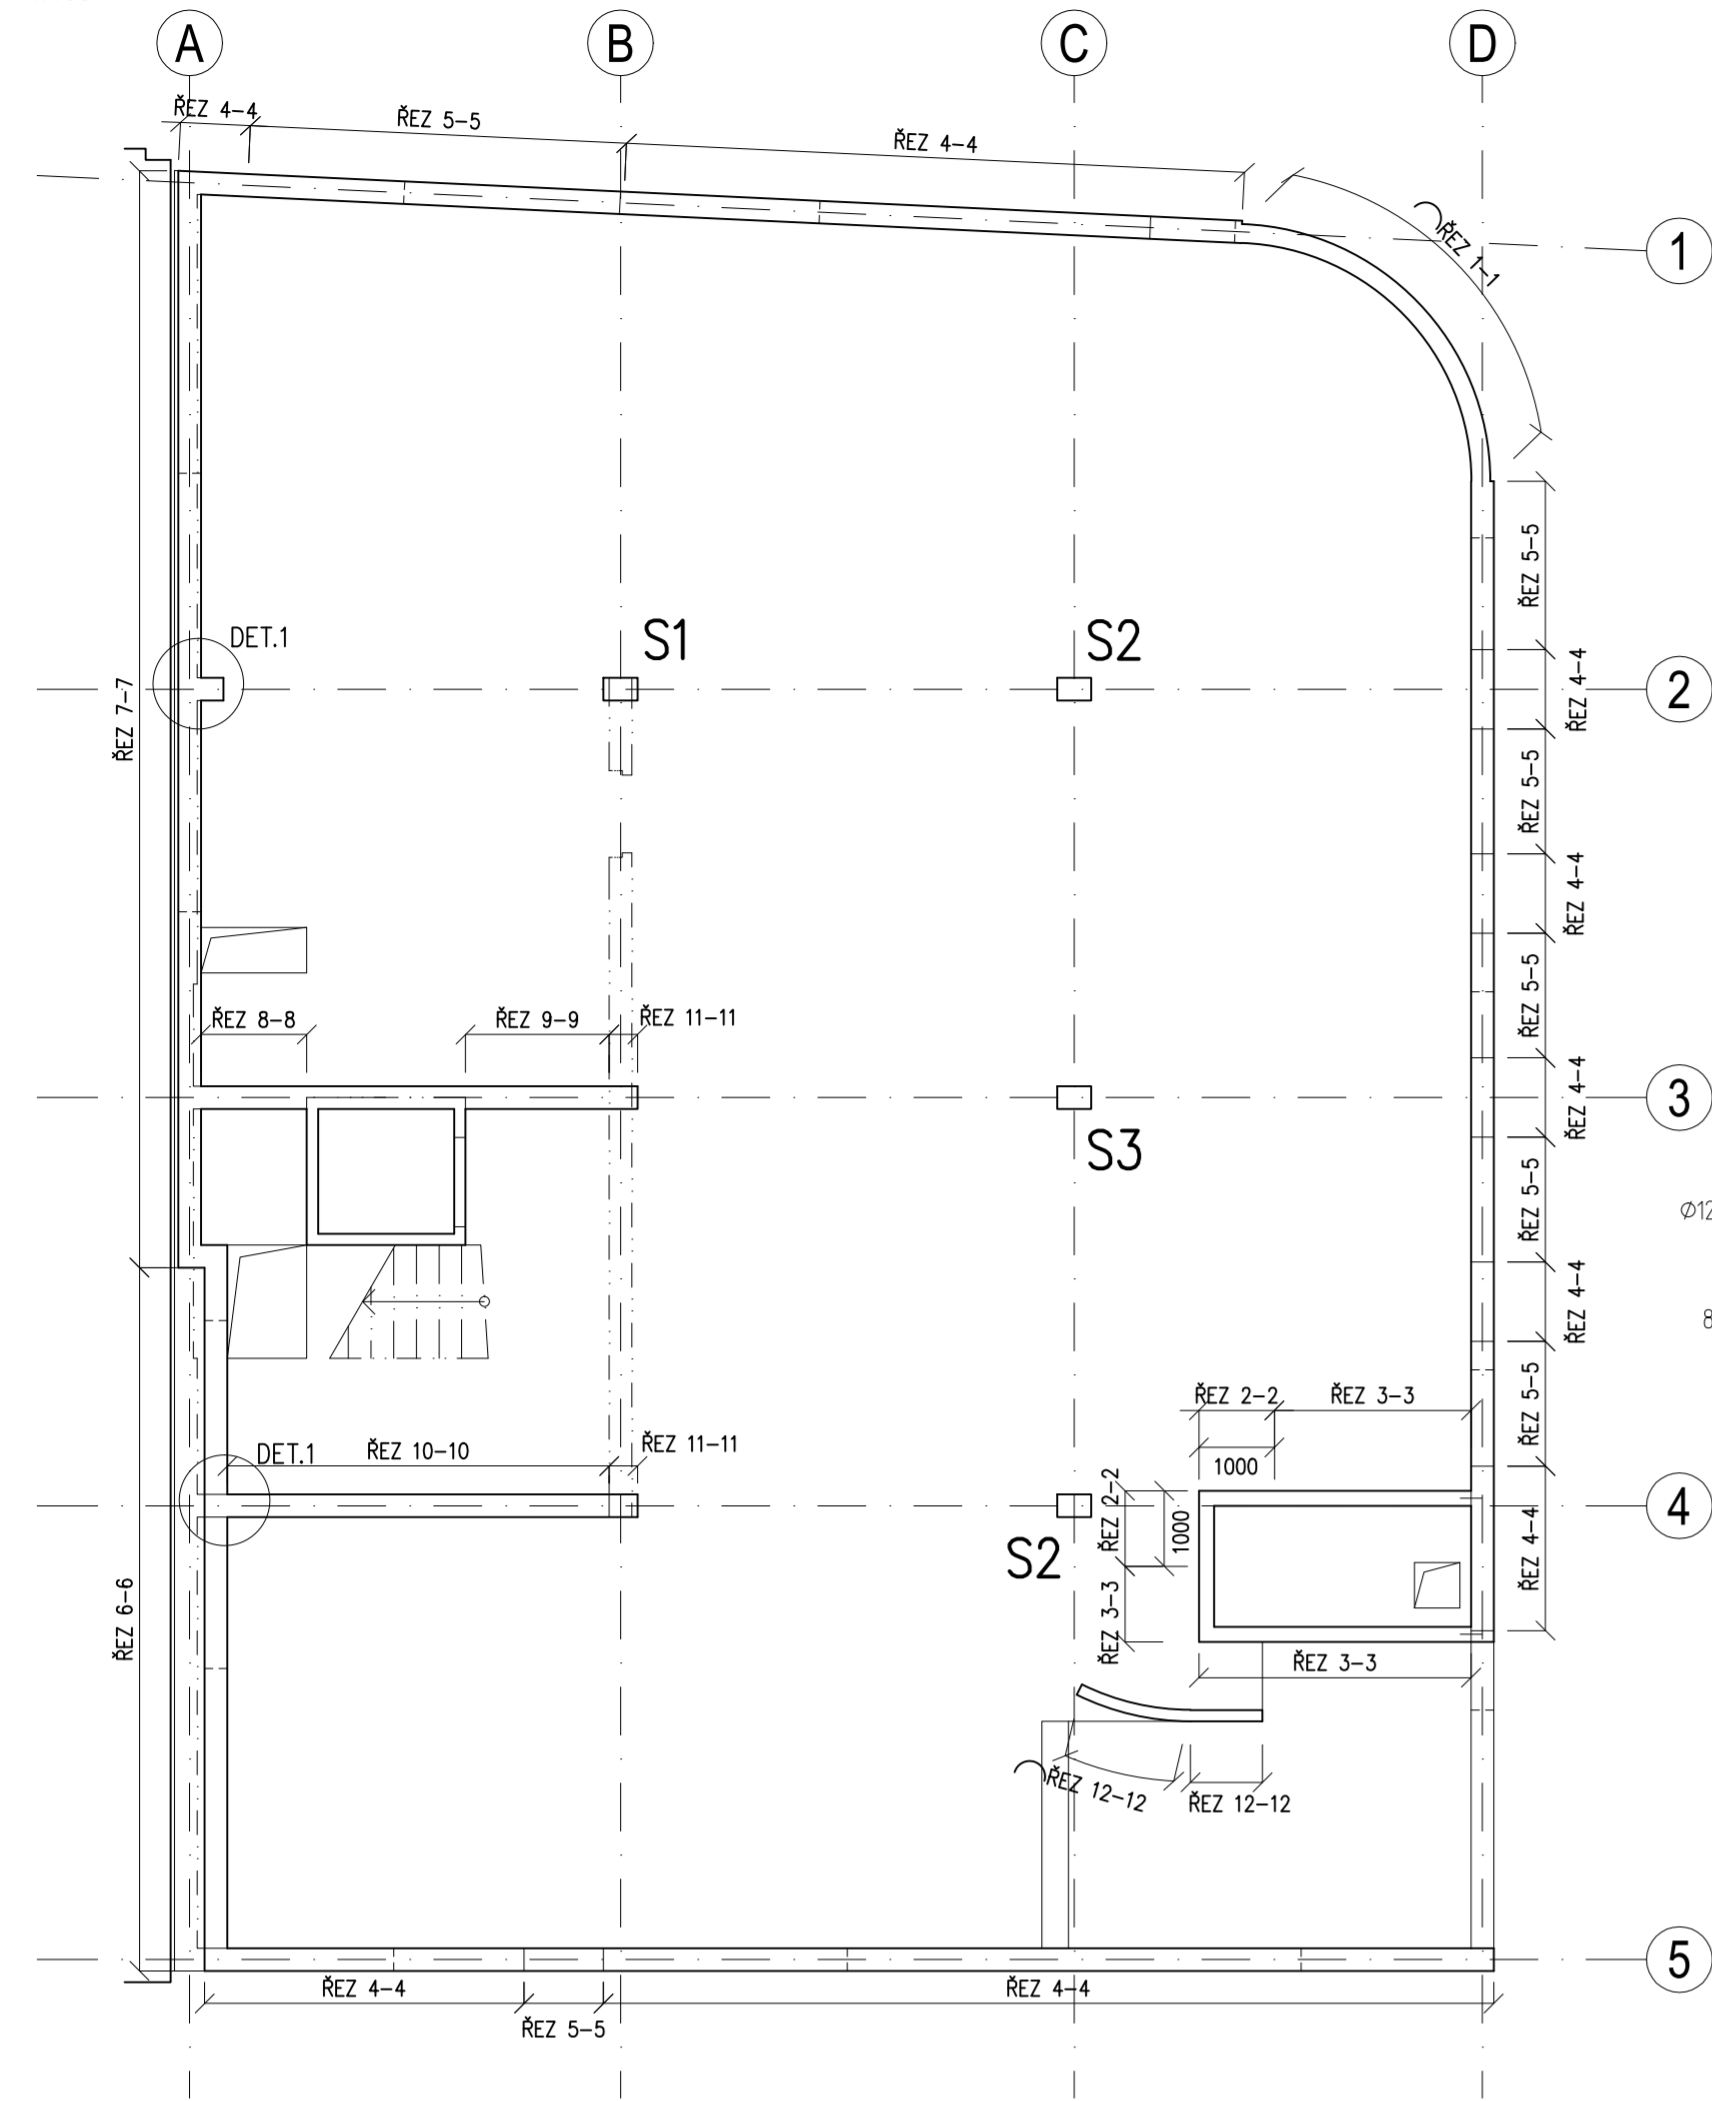 A B C D
ŘEZ 4-4
ŘEZ 5-5
ŘEZ 4-4
ŘEZ 1-1
1
ŘEZ 5-5
DET.1
S1
S2
ŘEZ 4-4
2
ŘEZ 7-7
ŘEZ 5-5
ŘEZ 4-4
ŘEZ 5-5
ŘEZ 8-8
ŘEZ 9-9
ŘEZ 11-11
ŘEZ 4-4
3
S3
ŘEZ 5-5
Ø12
ŘEZ 4-4
8
ŘEZ 2-2
ŘEZ 3-3
ŘEZ 5-5
DET.1
ŘEZ 10-10
ŘEZ 11-11
1000
ŘEZ 2-2
1000
4
S2
ŘEZ 4-4
ŘEZ 6-6
ŘEZ 3-3
ŘEZ 3-3
ŘEZ 12-12
ŘEZ 12-12
5
ŘEZ 4-4
ŘEZ 4-4
ŘEZ 5-5